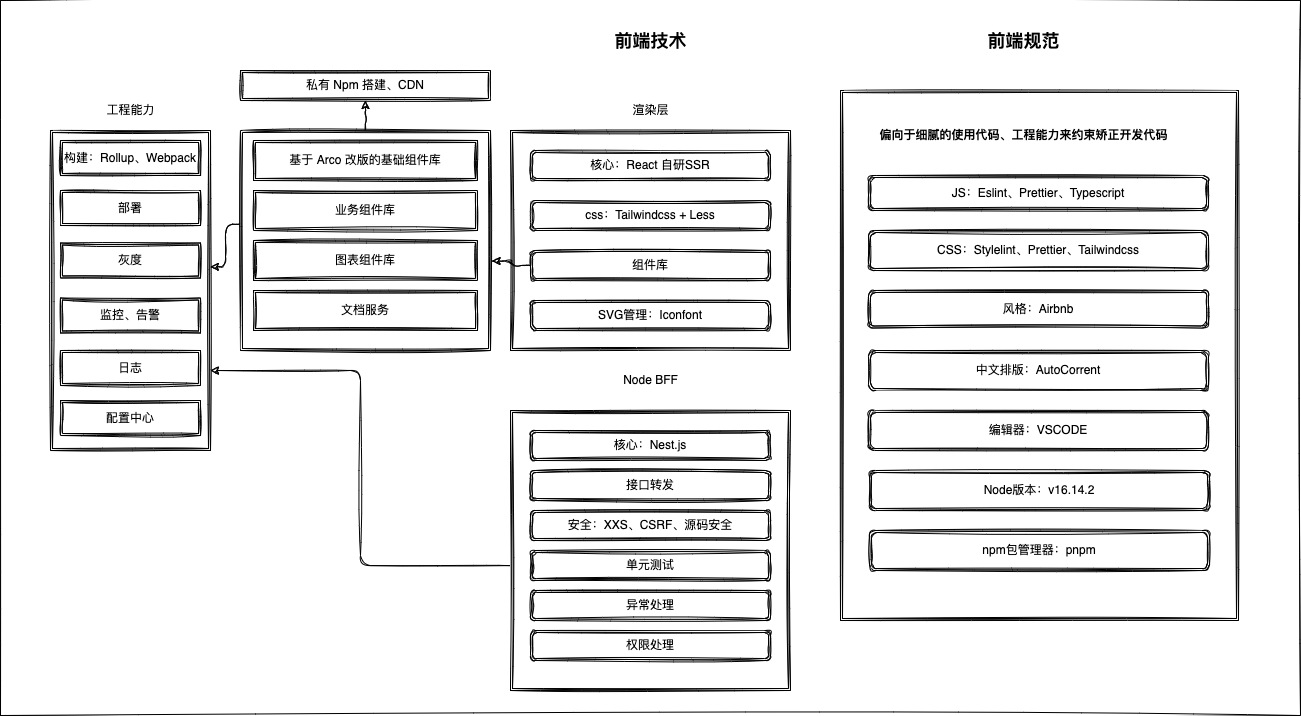 前端技术
前端规范
私有 Npm 搭建、CDN
工程能力
构建：Rollup、Webpack
部署
灰度
监控、告警
日志
配置中心
基于 Arco 改版的基础组件库
业务组件库
图表组件库
文档服务
渲染层
核心：React 自研SSR
css：Tailwindcss + Less
组件库
SVG管理：Iconfont
Node BFF
核心：Nest.js
接口转发
安全：XXS、CSRF、源码安全
单元测试
异常处理
权限处理
偏向于细腻的使用代码、工程能力来约束矫正开发代码
JS：Eslint、Prettier、Typescript
CSS：Stylelint、Prettier、Tailwindcss
风格：Airbnb
中文排版：AutoCorrent
编辑器：VSCODE
Node版本：v16.14.2
npm包管理器：pnpm